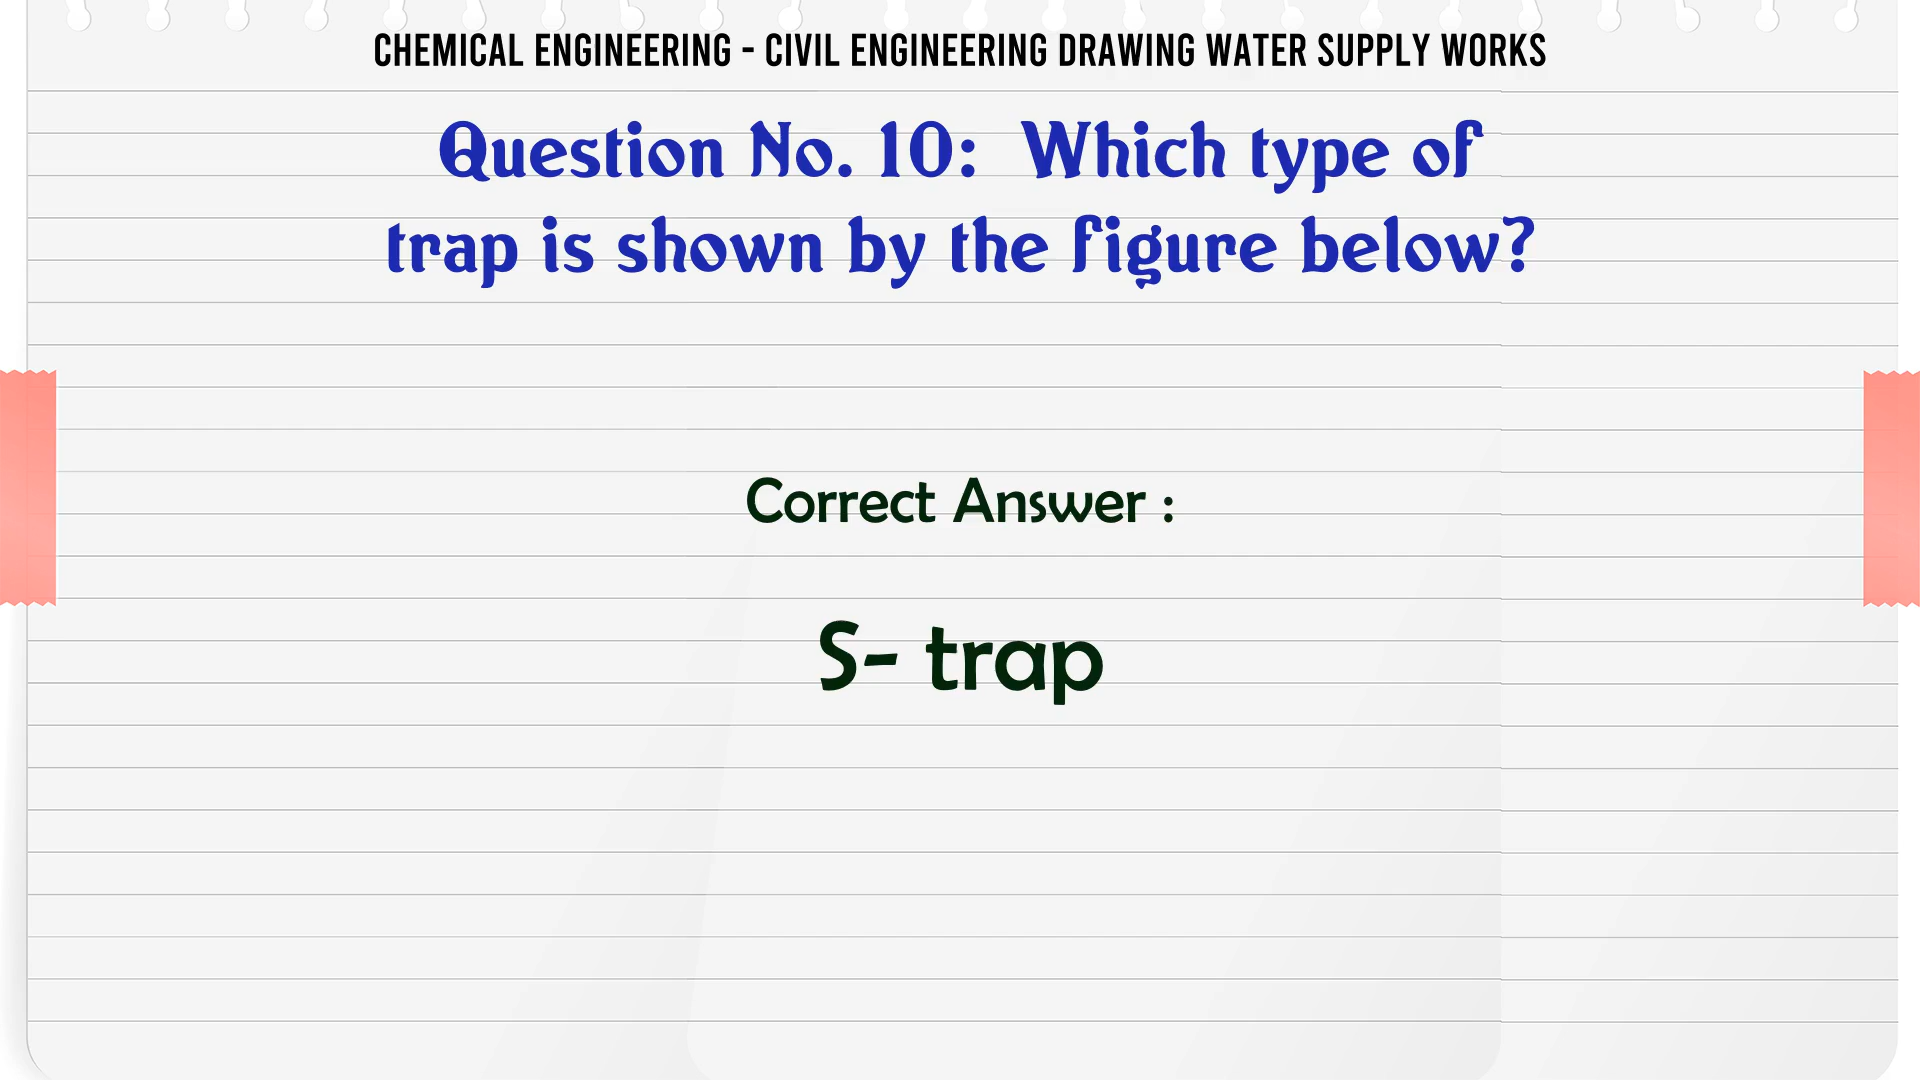 CHEMICAL ENGINEERING - CIVIL ENGINEERING DRAWING WATER SUPPLY WORKS
Question No. 10:  Which type of
trap is shown by the figure below?
Correct Answer :
S- trap